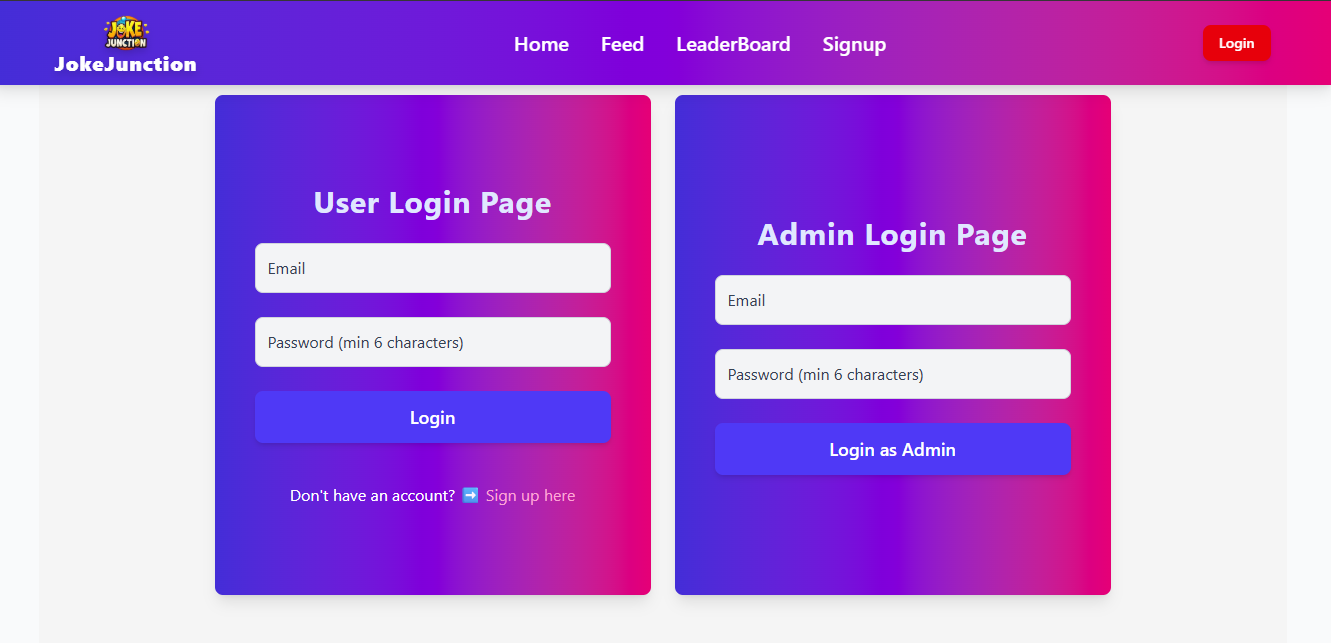 JOKE
JUNCTION
JokeJunction
Home Feed LeaderBoard Signup
Login
User Login Page
Email
Password (min 6 characters)
Login
Don't have an account? ➡️ Sign up here
Admin Login Page
Email
Password (min 6 characters)
Login as Admin